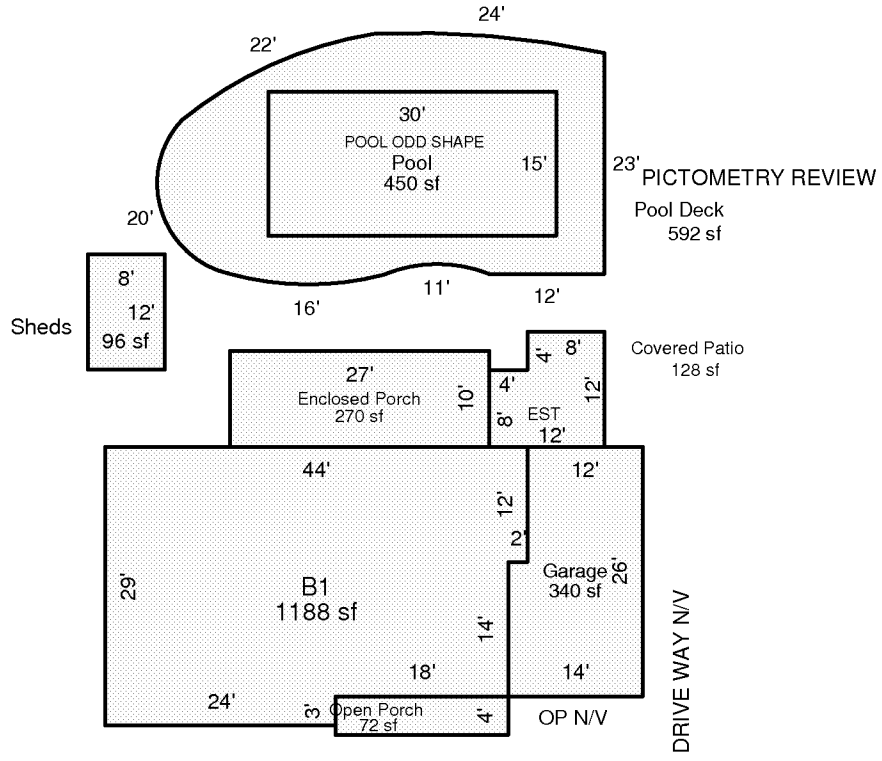 24'
22'
30'
POOL ODD SHAPE
Pool
450 sf
15'
23'
PICTOMETRY REVIEW
Pool Deck
592 sf
20'
16'
11'
12'
8'
12'
96 sf
Sheds
27'
Enclosed Porch
270 sf
10'
4'
8'
4'
8'
12'
EST
12'
Covered Patio
128 sf
44'
12'
12'
2'
29'
B1
1188 sf
Garage
340 sf
26'
14'
18'
14'
24'
3'
Open Porch
72 sf
4'
OP N/V
DRIVE WAY N/V